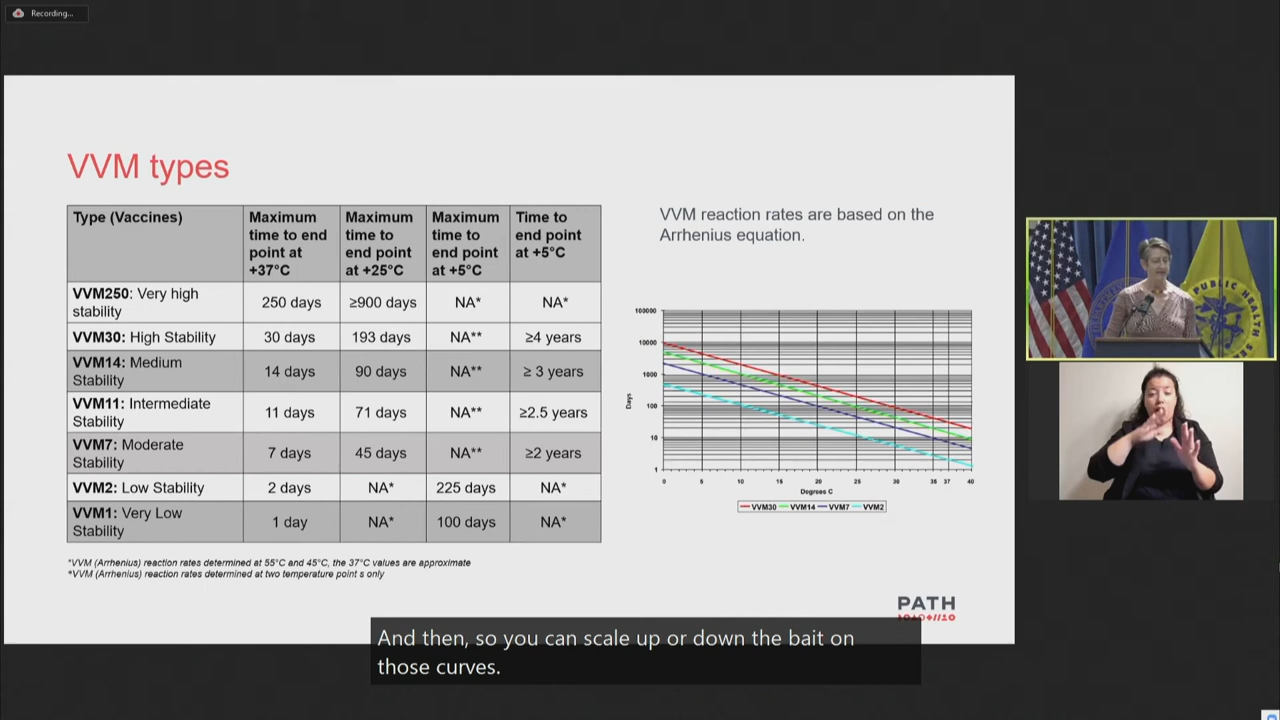 Recording...
VVM types
Type (Vaccines)
Maximum
time to end
point at
+37°C
Maximum
time to
end point
at +25°C
Maximum
time to
end point
at +5°C
Time to
end point
at +5°C
VVM250: Very high
stability
250 days
≥900 days
NA*
NA*
VVM30: High Stability
30 days
193 days
NA**
≥4 years
VVM14: Medium
Stability
14 days
90 days
NA**
≥ 3 years
VVM11: Intermediate
Stability
11 days
71 days
NA**
≥2.5 years
VVM7: Moderate
Stability
7 days
45 days
NA**
≥2 years
VVM2: Low Stability
2 days
NA*
225 days
NA*
VVM1: Very Low
Stability
1 day
NA*
100 days
NA*
*VVM (Arrhenius) reaction rates determined at 55°C and 45°C, the 37°C values are approximate
*VVM (Arrhenius) reaction rates determined at two temperature point s only
VVM reaction rates are based on the
Arrhenius equation.
100000
10000
1000
100
10
1
Days
0 5 10 15 20 25 30 35 37 40
Degrees C
VVM30 VVM14 VVM7 VVM2
PATH
PUBLIC HEALTH SE
And then, so you can scale up or down the bait on
those curves.